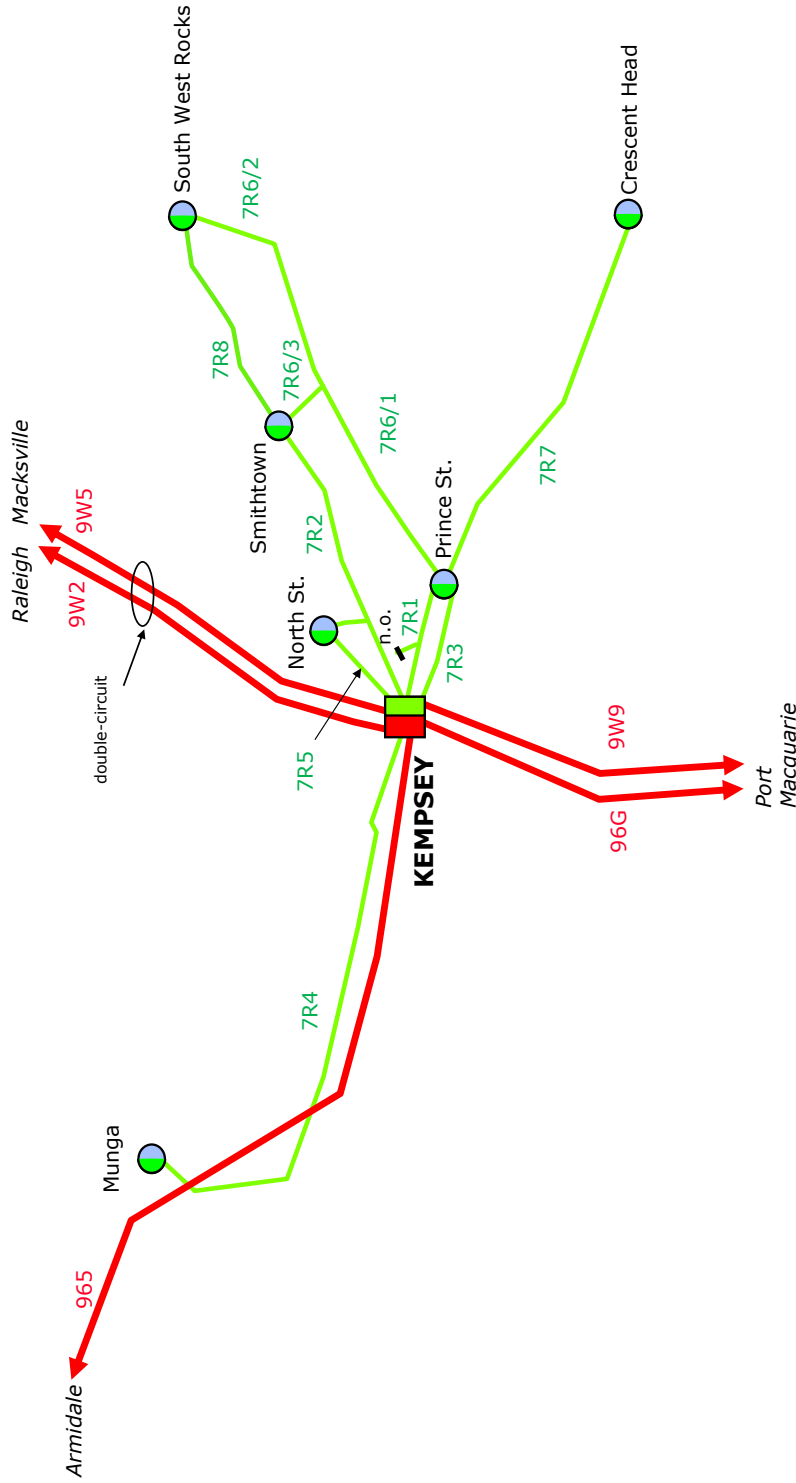 Armidale
965
Munga
7R4
KEMPSEY
7R5
double-circuit
Raleigh
Macksville
9W2
9W5
North St.
n.o.
7R1
7R3
7R2
Smithtown
7R8
7R6/3
7R6/1
7R6/2
South West Rocks
Prince St.
7R7
Crescent Head
96G
9W9
Port
Macquarie